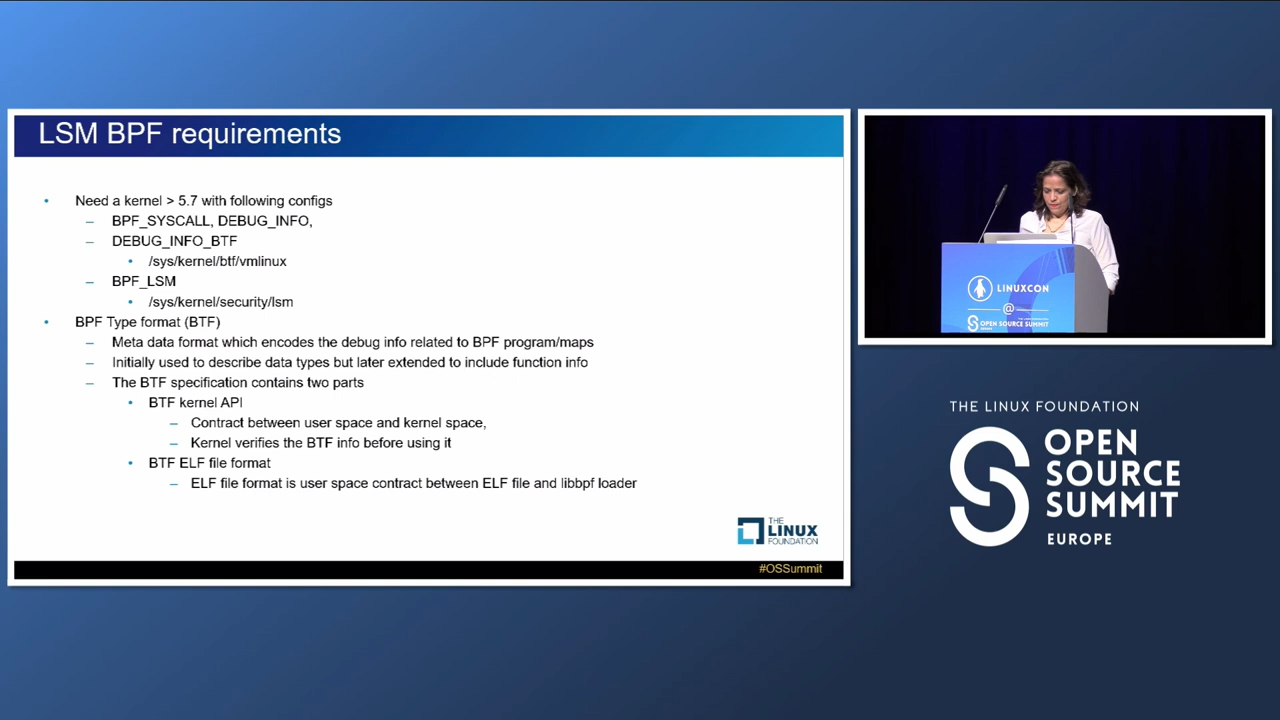 LSM BPF requirements
• Need a kernel > 5.7 with following configs
– BPF_SYSCALL, DEBUG_INFO,
– DEBUG_INFO_BTF
• /sys/kernel/btf/vmlinux
– BPF_LSM
• /sys/kernel/security/lsm
• BPF Type format (BTF)
– Meta data format which encodes the debug info related to BPF program/maps
– Initially used to describe data types but later extended to include function info
– The BTF specification contains two parts
• BTF kernel API
– Contract between user space and kernel space,
– Kernel verifies the BTF info before using it
• BTF ELF file format
– ELF file format is user space contract between ELF file and libbpf loader
THE
LINUX
FOUNDATION
#OSSummit
LINUXCON
@
THE LINUX FOUNDATION
OPEN SOURCE SUMMIT
THE LINUX FOUNDATION
OPEN
SOURCE
SUMMIT
EUROPE